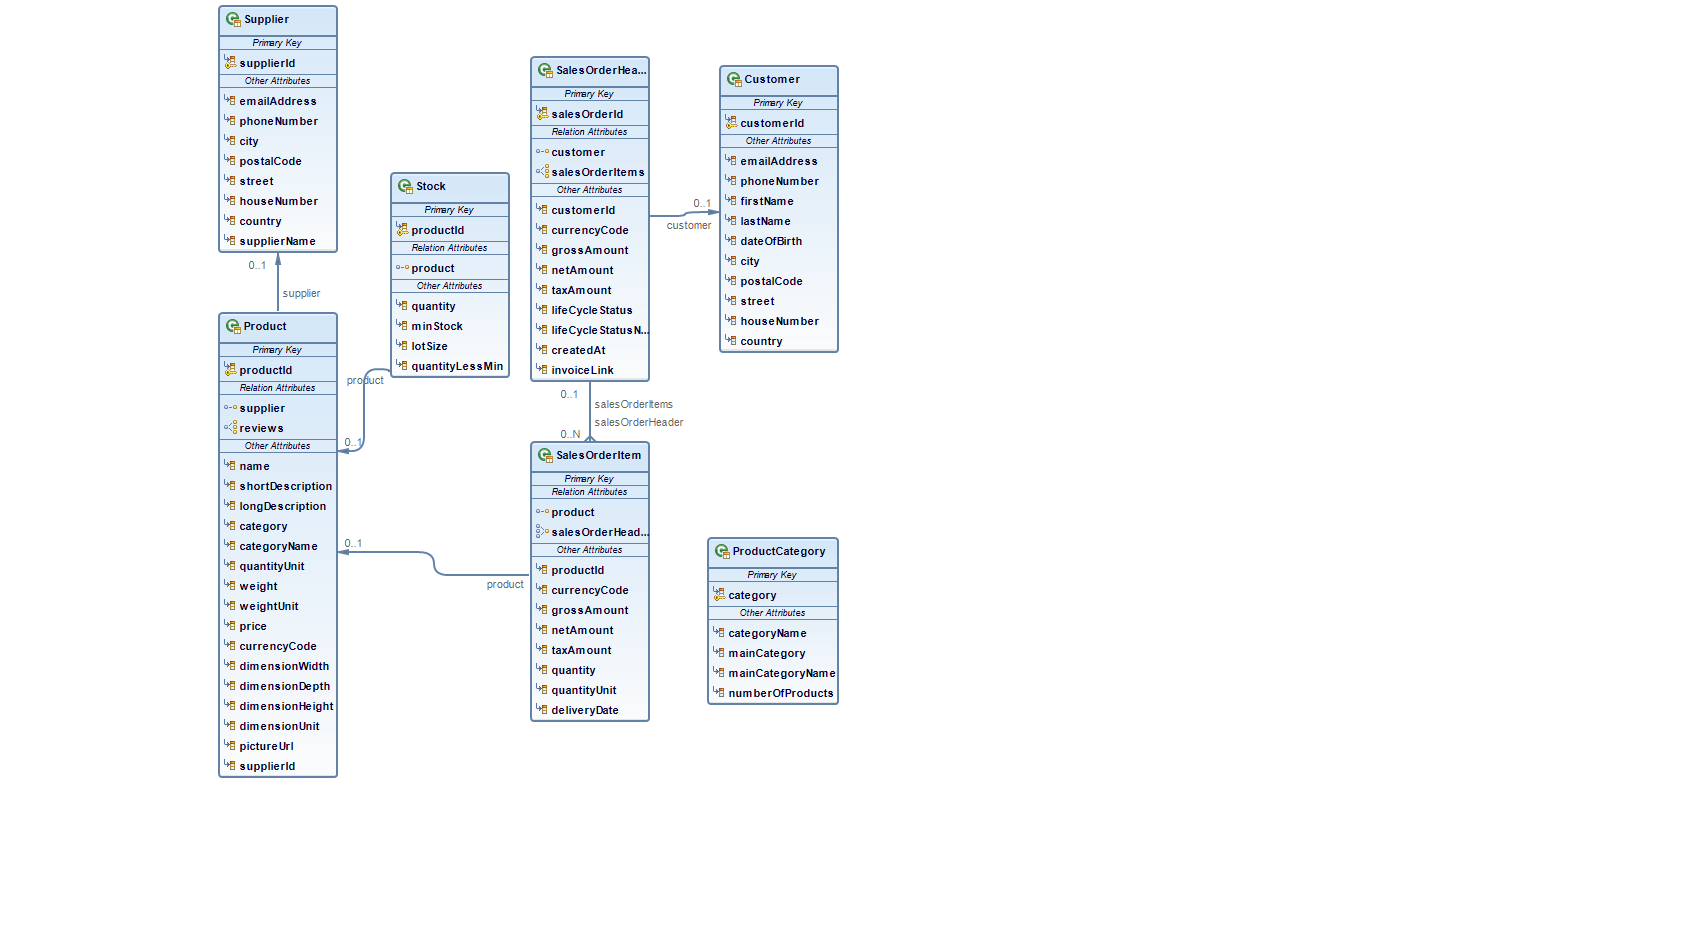 Supplier
Primary Key
supplierId
Other Attributes
emailAddress
phoneNumber
city
postalCode
street
houseNumber
country
supplierName
0..1
supplier
Product
Primary Key
productId
Relation Attributes
supplier
reviews
Other Attributes
name
shortDescription
longDescription
category
categoryName
quantityUnit
weight
weightUnit
price
currencyCode
dimensionWidth
dimensionDepth
dimensionHeight
dimensionUnit
pictureUrl
supplierId
Stock
Primary Key
productId
Relation Attributes
product
Other Attributes
quantity
minStock
lotSize
quantityLessMin
product
0..1
0..1
product
SalesOrderHea...
Primary Key
salesOrderId
Relation Attributes
customer
salesOrderItems
Other Attributes
customerId
currencyCode
grossAmount
netAmount
taxAmount
lifeCycleStatus
lifeCycleStatusN...
createdAt
invoiceLink
0..1
salesOrderItems
salesOrderHeader
0..N
SalesOrderItem
Primary Key
Relation Attributes
product
salesOrderHead...
Other Attributes
productId
currencyCode
grossAmount
netAmount
taxAmount
quantity
quantityUnit
deliveryDate
0..1
customer
Customer
Primary Key
customerId
Other Attributes
emailAddress
phoneNumber
firstName
lastName
dateOfBirth
city
postalCode
street
houseNumber
country
ProductCategory
Primary Key
category
Other Attributes
categoryName
mainCategory
mainCategoryName
numberOfProducts